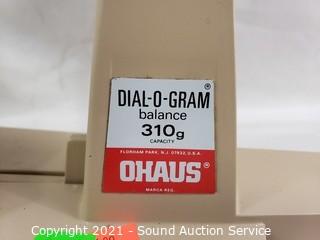 DIAL-O-GRAM®
balance
310g
CAPACITY
FLORHAM PARK, N.J. 07932, U.S.A.
OHAUS®
MARCA REG.
Copyright 2021 - Sound Auction Service